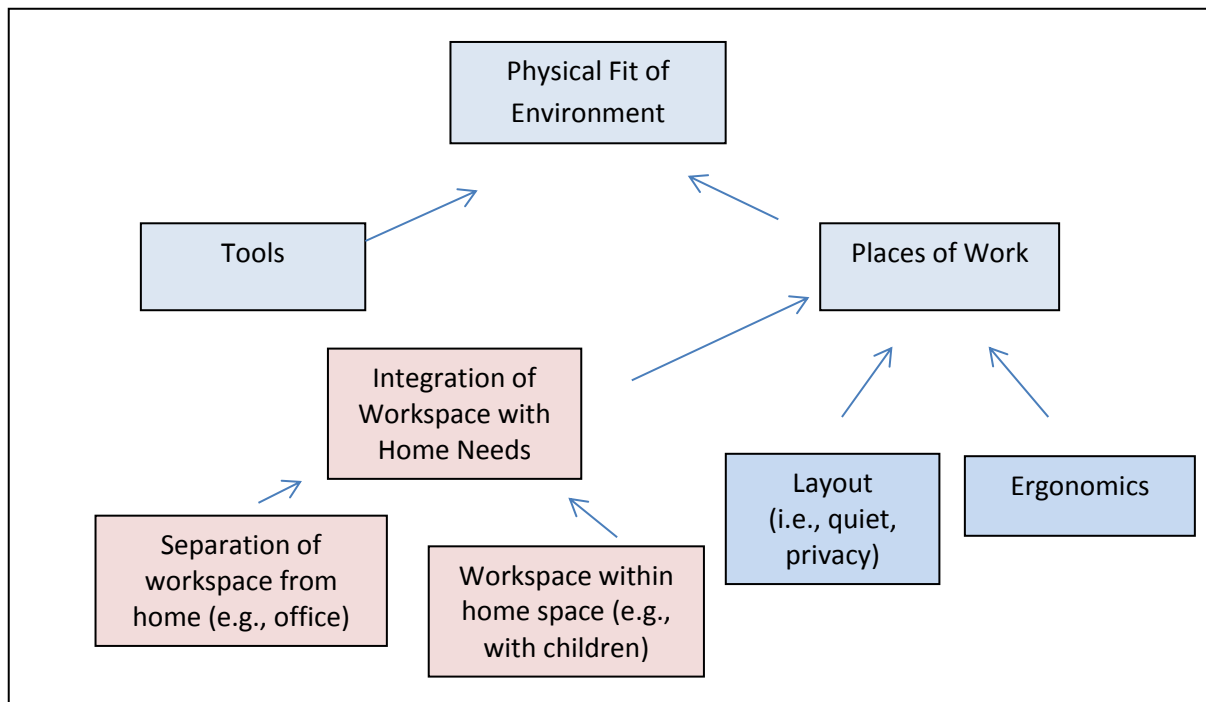 Physical Fit of
Environment
Tools
Places of Work
Integration of
Workspace with
Home Needs
Layout
(i.e., quiet,
privacy)
Ergonomics
Separation of
workspace from
home (e.g., office)
Workspace within
home space (e.g.,
with children)